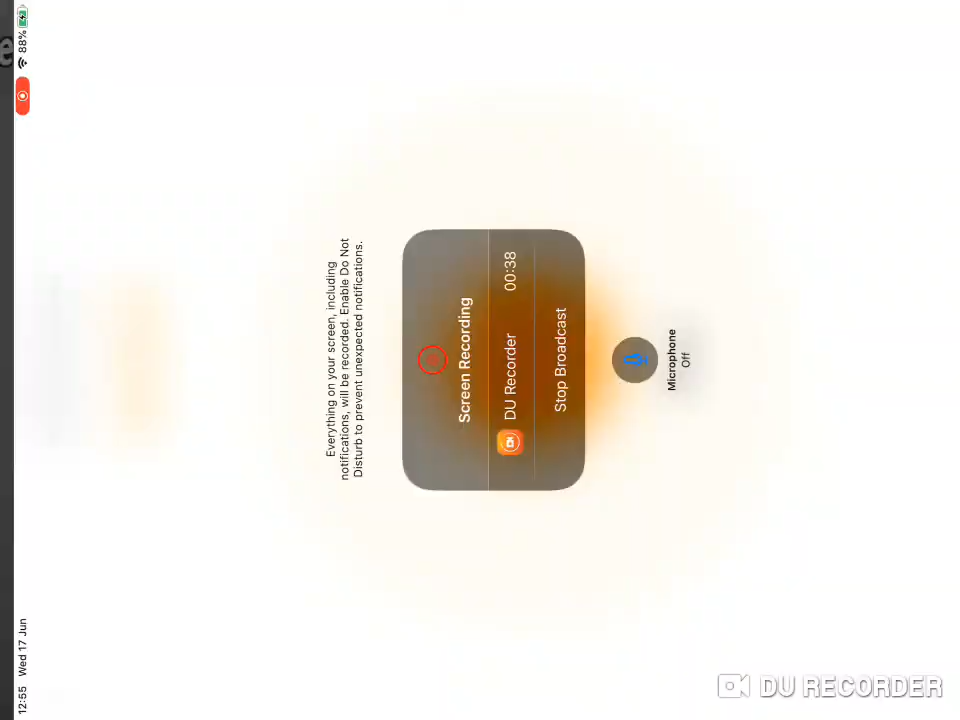 12:55 Wed 17 Jun
88%
Everything on your screen, including
notifications, will be recorded. Enable Do Not
Disturb to prevent unexpected notifications.
Screen Recording
DU Recorder 00:38
Stop Broadcast
Microphone
Off
DU RECORDER